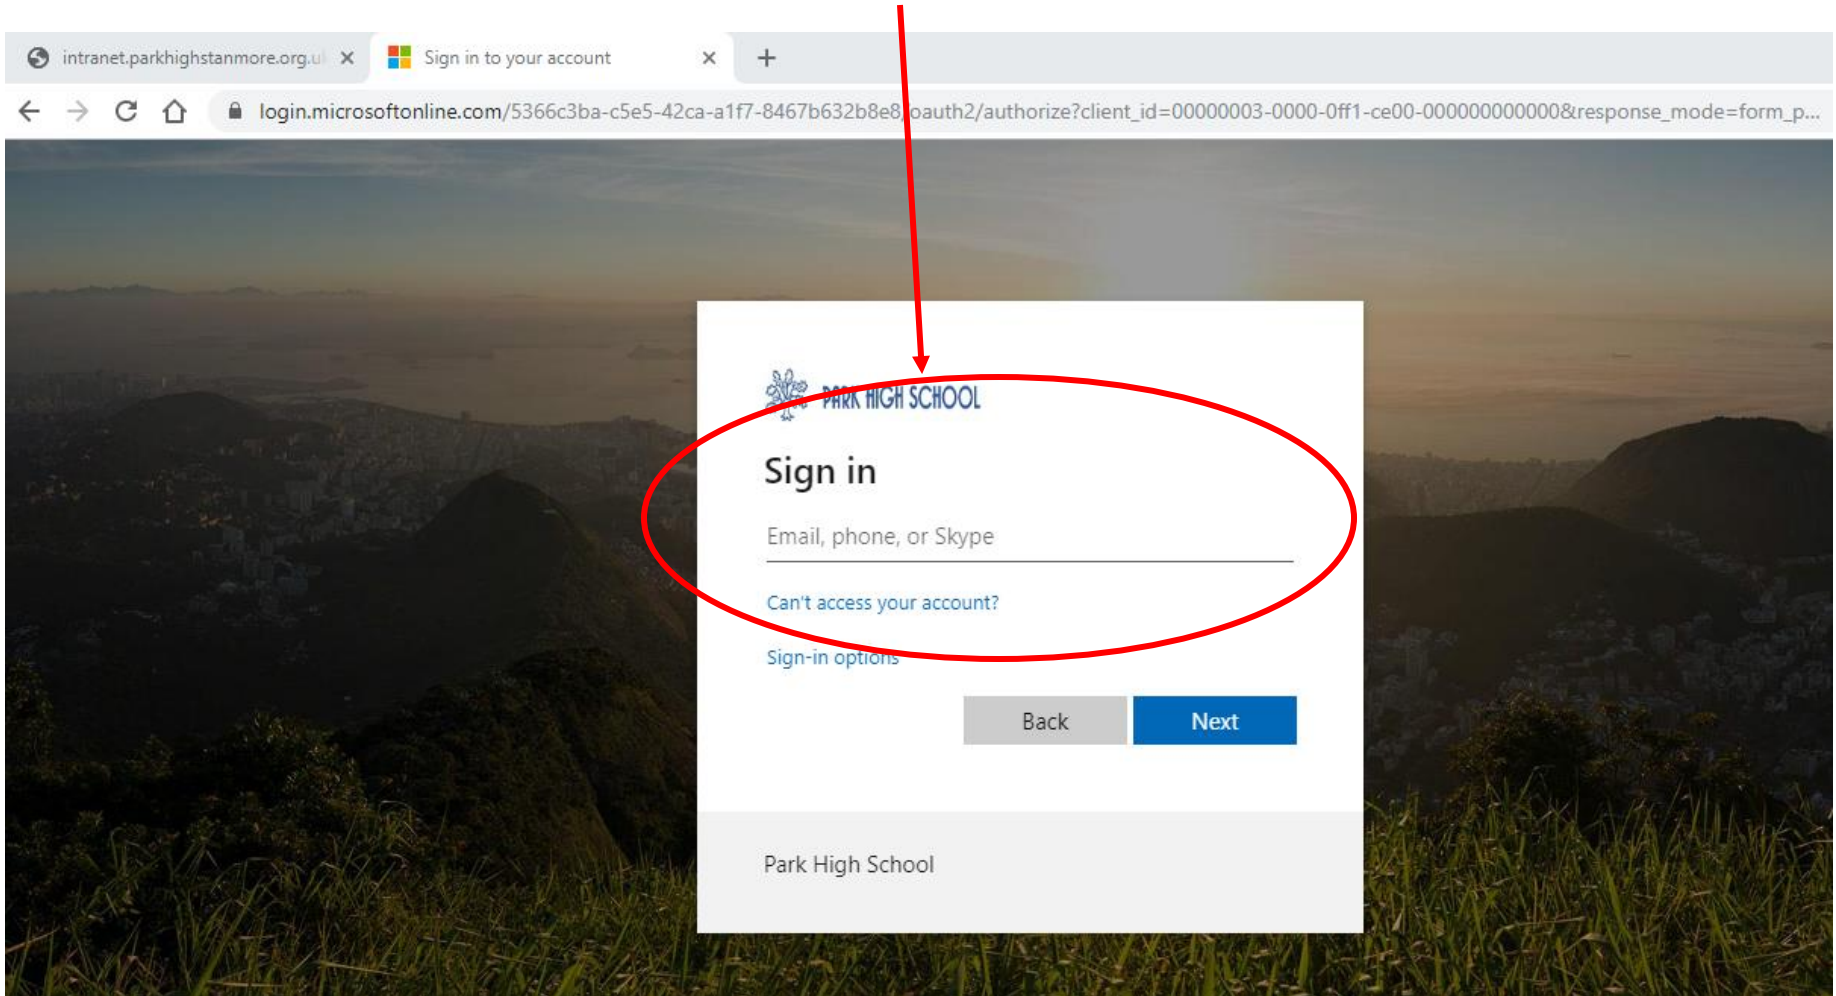 intranet.parkhighstanmore.org.u
Sign in to your account
login.microsoftonline.com/5366c3ba-c5e5-42ca-a1f7-8467b632b8e8/oauth2/authorize?client_id=00000003-0000-0ff1-ce00-000000000000&response_mode=form_p...
PARK HIGH SCHOOL
Sign in
Email, phone, or Skype
Can't access your account?
Sign-in options
Back Next
Park High School